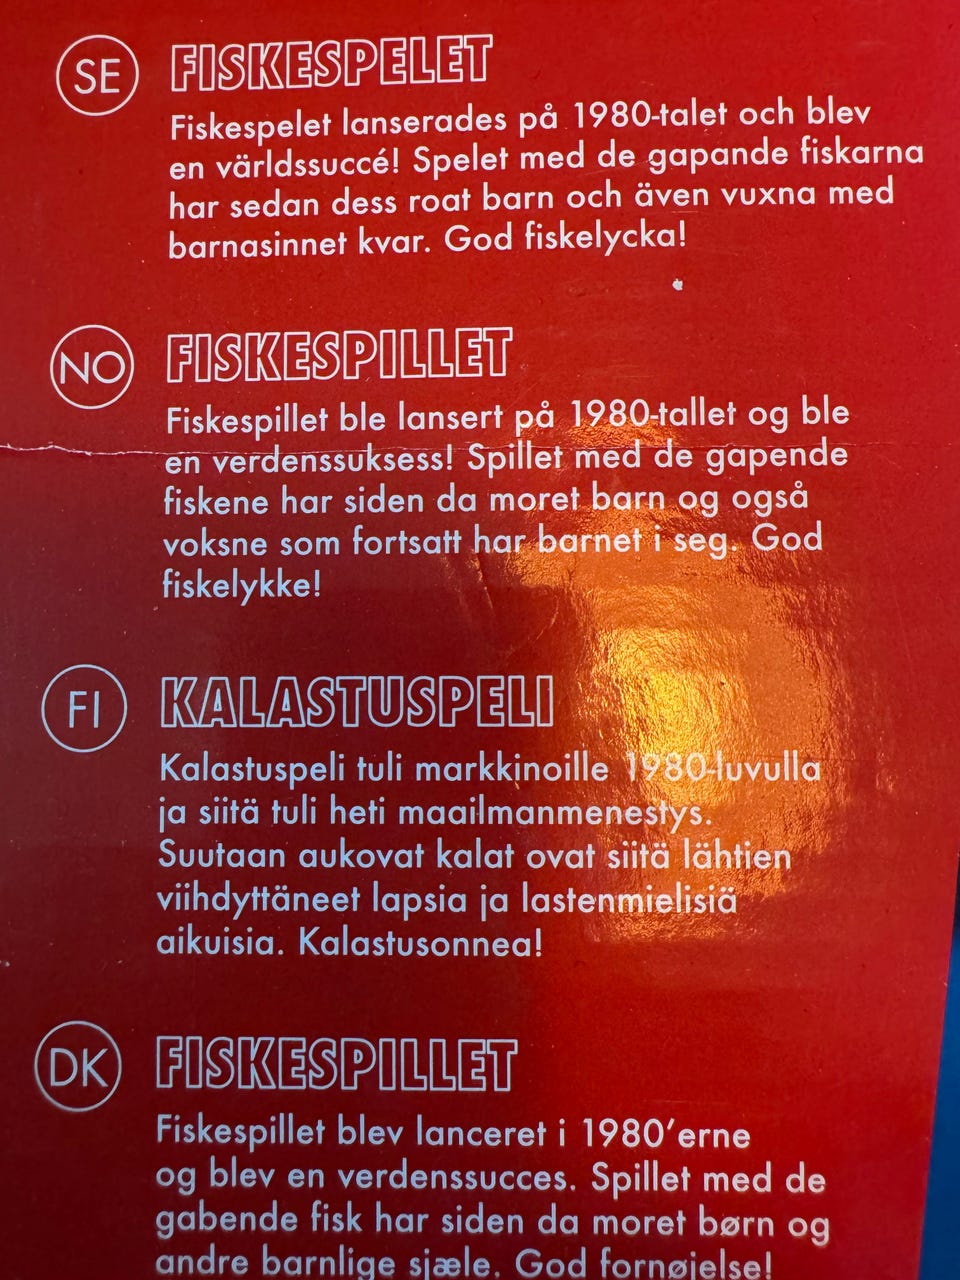 SE FISKESPELET
Fiskespelet lanserades på 1980-talet och blev
en världssuccé! Spelet med de gapande fiskarna
har sedan dess roat barn och även vuxna med
barnasinnet kvar. God fiskelycka!
NO FISKESPILLET
Fiskespillet ble lansert på 1980-tallet og ble
en verdenssuksess! Spillet med de gapende
fiskene har siden da moret barn og også
voksne som fortsatt har barnet i seg. God
fiskelykke!
FI KALASTUSPELI
Kalastuspeli tuli markkinoille 1980-luvulla
ja siitä tuli heti maailmanmenestys.
Suutaan aukovat kalat ovat siitä lähtien
viihdyttäneet lapsia ja lastenmielisiä
aikuisia. Kalastusonnea!
DK FISKESPILLET
Fiskespillet blev lanceret i 1980’erne
og blev en verdenssucces. Spillet med de
gabende fisk har siden da moret børn og
andre barnlige sjæle. God fornøjelse!